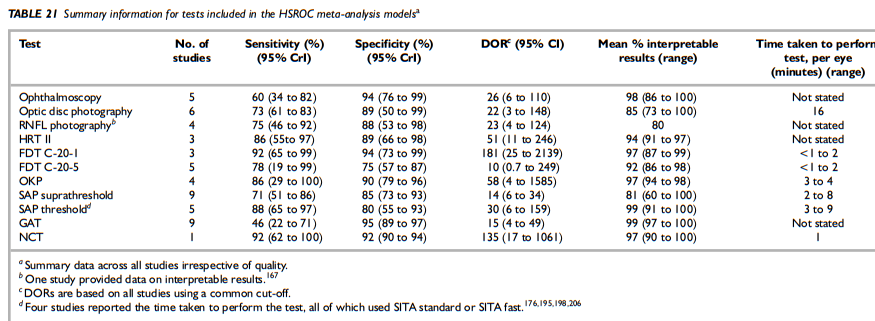 TABLE 21 Summary information for tests included in the HSROC meta-analysis modelsa
Test No. of studies Sensitivity (%) (95% CrI) Specificity (%) (95% CrI) DORc (95% CI) Mean % interpretable results (range) Time taken to perform test, per eye (minutes) (range)
Ophthalmoscopy 5 60 (34 to 82) 94 (76 to 99) 26 (6 to 110) 98 (86 to 100) Not stated
Optic disc photography 6 73 (61 to 83) 89 (50 to 99) 22 (3 to 148) 85 (73 to 100) 16
RNFL photographyb 4 75 (46 to 92) 88 (53 to 98) 23 (4 to 124) 80 Not stated
HRT II 3 86 (55to 97) 89 (66 to 98) 51 (11 to 246) 94 (91 to 97) Not stated
FDT C-20-1 3 92 (65 to 99) 94 (73 to 99) 181 (25 to 2139) 97 (87 to 99) <1 to 2
FDT C-20-5 5 78 (19 to 99) 75 (57 to 87) 10 (0.7 to 249) 92 (86 to 98) <1 to 2
OKP 4 86 (29 to 100) 90 (79 to 96) 58 (4 to 1585) 97 (94 to 98) 3 to 4
SAP suprathreshold 9 71 (51 to 86) 85 (73 to 93) 14 (6 to 34) 81 (60 to 100) 2 to 8
SAP thresholdd 5 88 (65 to 97) 80 (55 to 93) 30 (6 to 159) 99 (91 to 100) 3 to 9
GAT 9 46 (22 to 71) 95 (89 to 97) 15 (4 to 49) 99 (97 to 100) Not stated
NCT 1 92 (62 to 100) 92 (90 to 94) 135 (17 to 1061) 97 (90 to 100) 1
a Summary data across all studies irrespective of quality.
b One study provided data on interpretable results.167
c DORs are based on all studies using a common cut-off.
d Four studies reported the time taken to perform the test, all of which used SITA standard or SITA fast.176,195,198,206